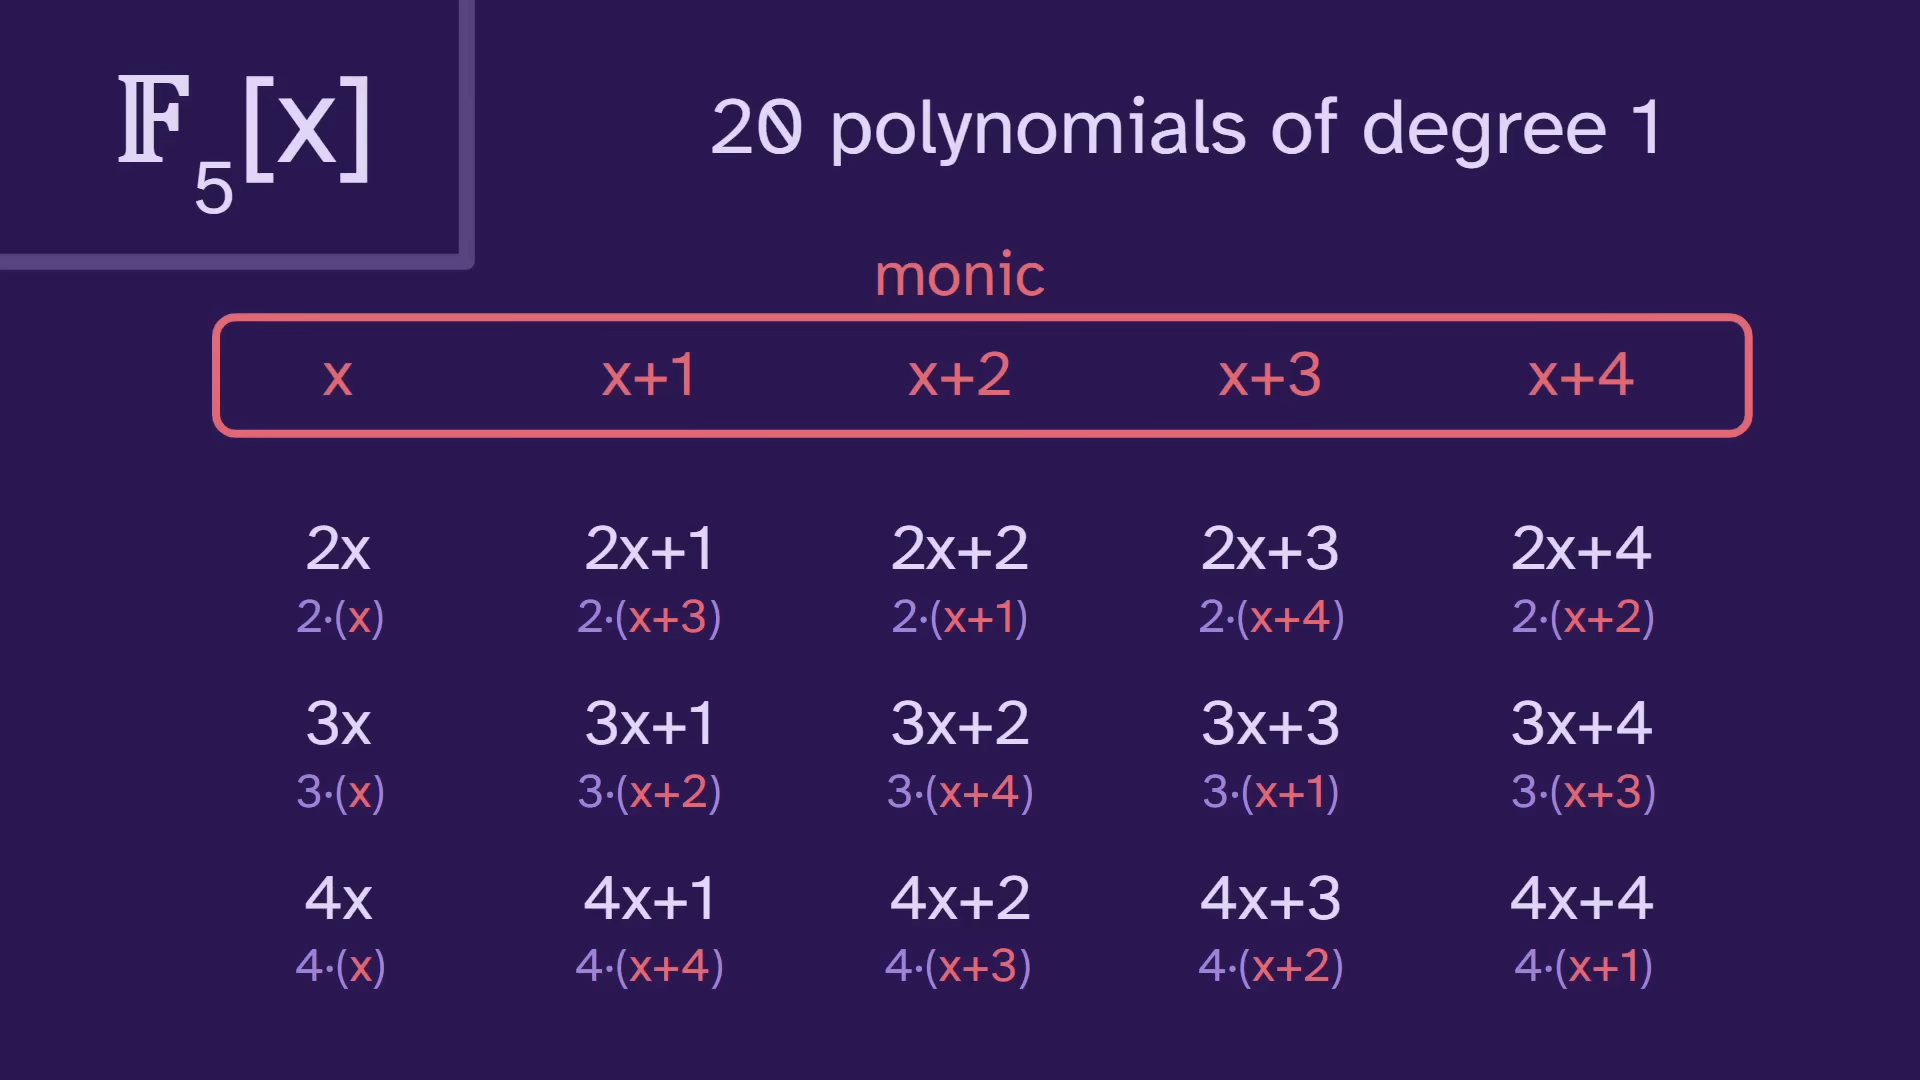 𝔽₅[x]
20 polynomials of degree 1
monic
x x+1 x+2 x+3 x+4
2x 2x+1 2x+2 2x+3 2x+4
2·(x) 2·(x+3) 2·(x+1) 2·(x+4) 2·(x+2)
3x 3x+1 3x+2 3x+3 3x+4
3·(x) 3·(x+2) 3·(x+4) 3·(x+1) 3·(x+3)
4x 4x+1 4x+2 4x+3 4x+4
4·(x) 4·(x+4) 4·(x+3) 4·(x+2) 4·(x+1)